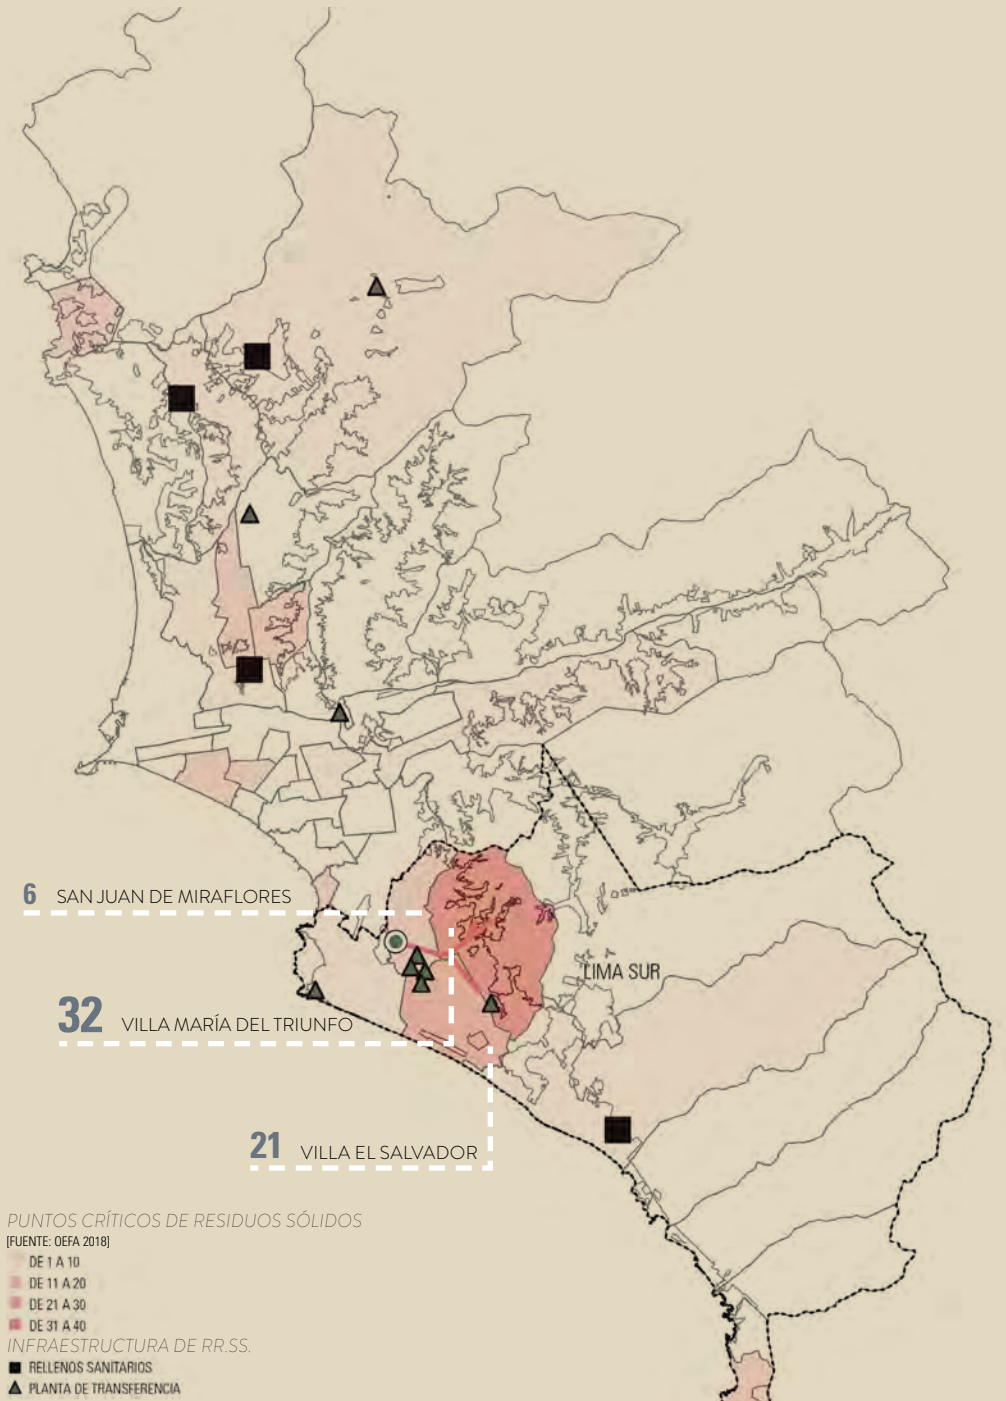 6 SAN JUAN DE MIRAFLORES
LIMA SUR
32 VILLA MARÍA DEL TRIUNFO
21 VILLA EL SALVADOR
PUNTOS CRÍTICOS DE RESIDUOS SÓLIDOS
[FUENTE: OEFA 2018]
DE 1 A 10
DE 11 A 20
DE 21 A 30
DE 31 A 40
INFRAESTRUCTURA DE RR.SS.
RELLENOS SANITARIOS
PLANTA DE TRANSFERENCIA